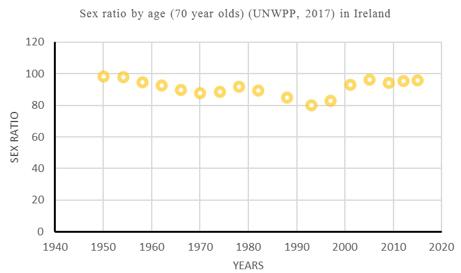 Sex ratio by age (70 year olds) (UNWPP, 2017) in Ireland
120
100
80
60
40
20
0
SEX RATIO
1940 1950 1960 1970 1980 1990 2000 2010 2020
YEARS